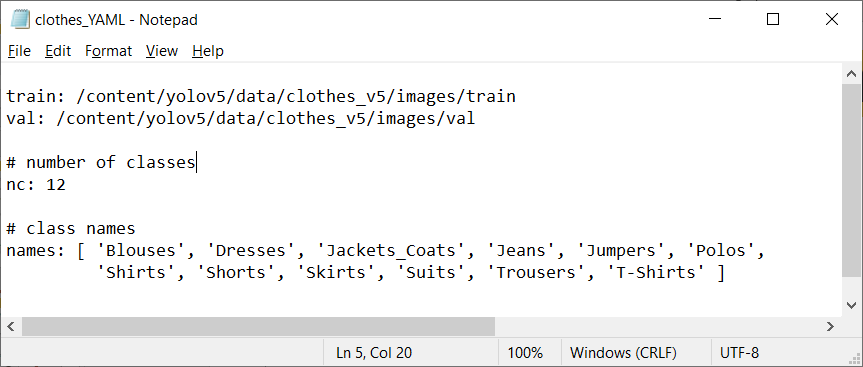 clothes_YAML - Notepad
File Edit Format View Help
train: /content/yolov5/data/clothes_v5/images/train
val: /content/yolov5/data/clothes_v5/images/val
# number of classes
nc: 12
# class names
names: [ 'Blouses', 'Dresses', 'Jackets_Coats', 'Jeans', 'Jumpers', 'Polos',
'Shirts', 'Shorts', 'Skirts', 'Suits', 'Trousers', 'T-Shirts' ]
Ln 5, Col 20 100% Windows (CRLF) UTF-8